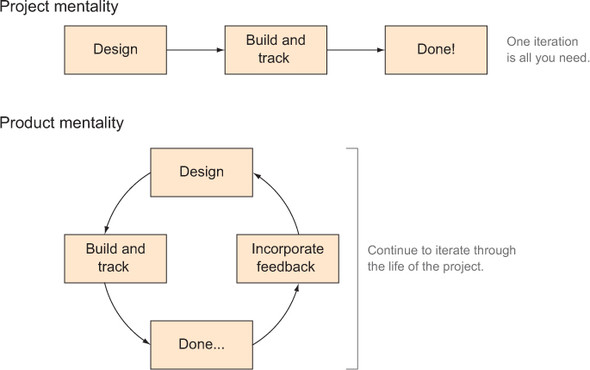 Project mentality
Design
Build and
track
Done!
One iteration
is all you need.
Product mentality
Design
Build and
track
Incorporate
feedback
Continue to iterate through
the life of the project.
Done...